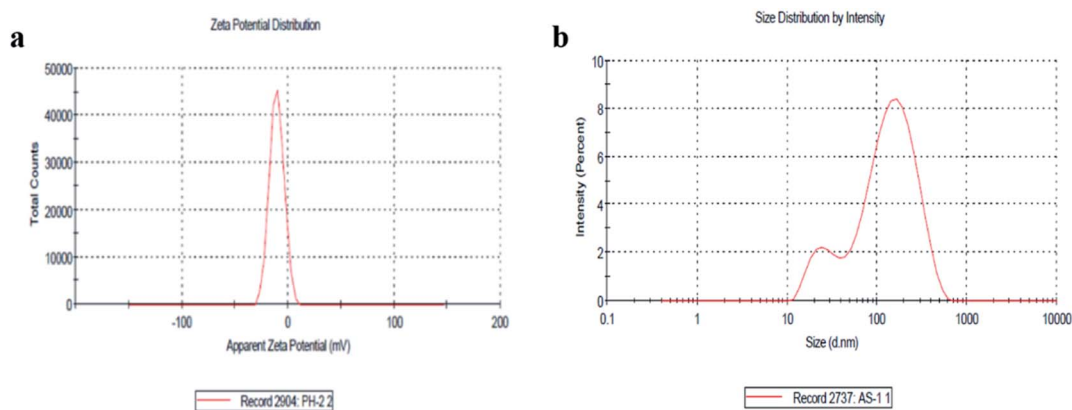 a
Zeta Potential Distribution
50000
40000
30000
20000
10000
0
Total Counts
-100 0 100 200
Apparent Zeta Potential (mV)
Record 2904: PH-2 2
b
Size Distribution by Intensity
10
8
6
4
2
0
Intensity (Percent)
0.1 1 10 100 1000 10000
Size (d.nm)
Record 2737: AS-1 1